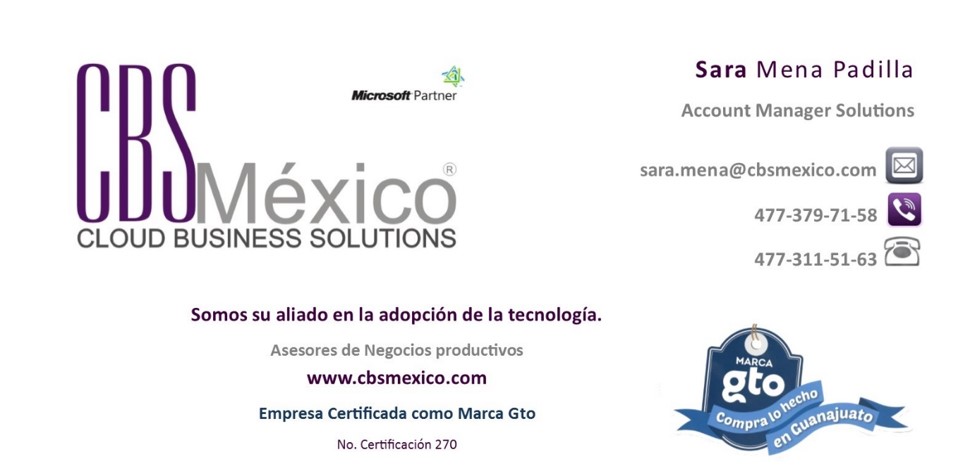 CBS
México®
CLOUD BUSINESS SOLUTIONS
Microsoft Partner
Sara Mena Padilla
Account Manager Solutions
sara.mena@cbsmexico.com
477-379-71-58
477-311-51-63
Somos su aliado en la adopción de la tecnología.
Asesores de Negocios productivos
www.cbsmexico.com
Empresa Certificada como Marca Gto
No. Certificación 270
MARCA
gto
Compra lo hecho
en Guanajuato